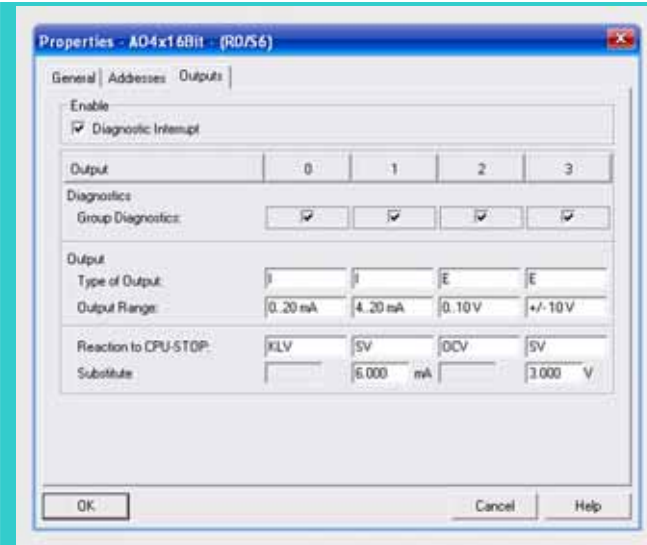 Properties - AO4x16Bit - (R0/S6)
General Addresses Outputs
Enable
Diagnostic Interrupt
Output 0 1 2 3
Diagnostics
Group Diagnostics:
Output
Type of Output: I I E E
Output Range: 0..20 mA 4..20 mA 0..10 V +/- 10 V
Reaction to CPU-STOP: KLV SV OCV SV
Substitute 6.000 mA 3.000 V
OK Cancel Help